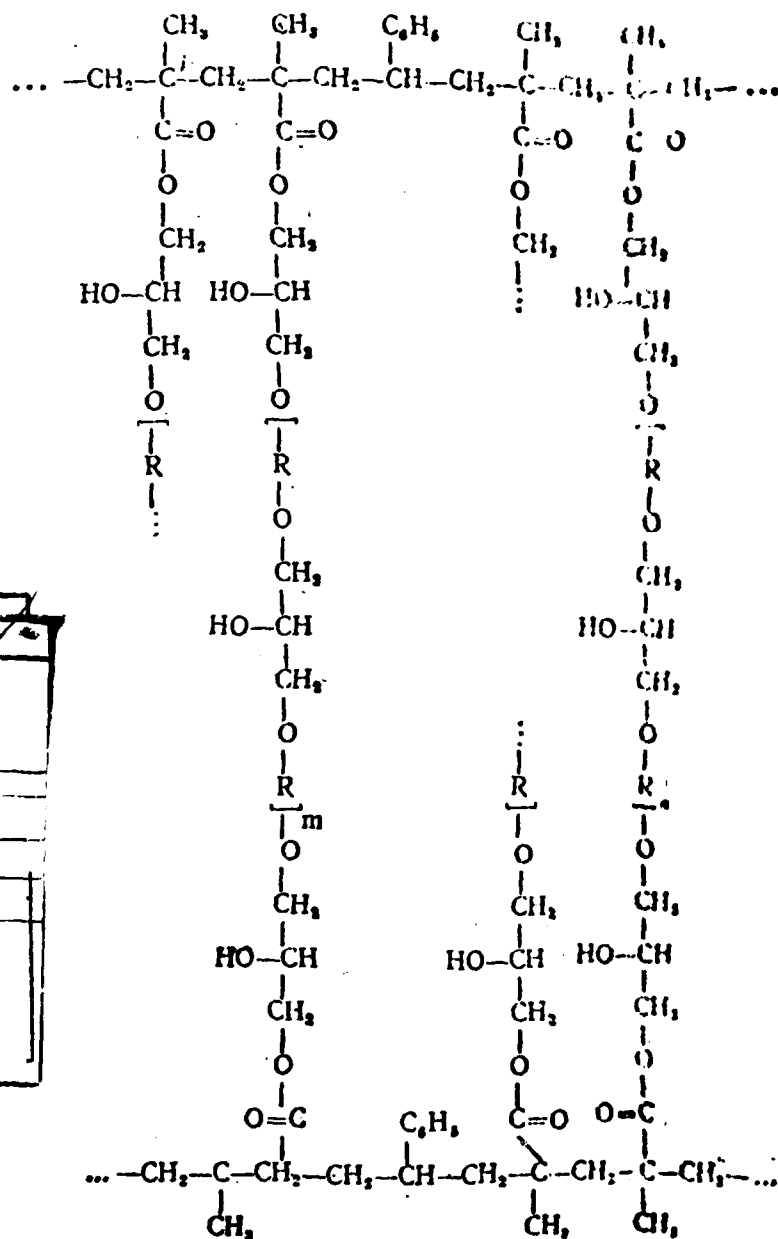 CH₃ CH₃ C₆H₅ CH₃ CH₃
... —CH₂—C—CH₂—C—CH₂—CH—CH₂—C—CH₂—C—CH₂—...
C=O C=O C=O C O
O O O O
CH₂ CH₂ CH₂ CH₂
HO—CH HO—CH ... HO—CH
CH₂ CH₂ CH₂
O O O
R R R
... O O
CH₂ CH₂
HO—CH HO—CH
CH₂ CH₂
O ... O
R R R
m
O O O
CH₂ CH₂ CH₂
HO—CH HO—CH HO—CH
CH₂ CH₂ CH₂
O O O
O=C C₆H₅ C=O O=C
... —CH₂—C—CH₂—CH₂—CH—CH₂—C—CH₂—C—CH₂—...
CH₃ CH₃ CH₃